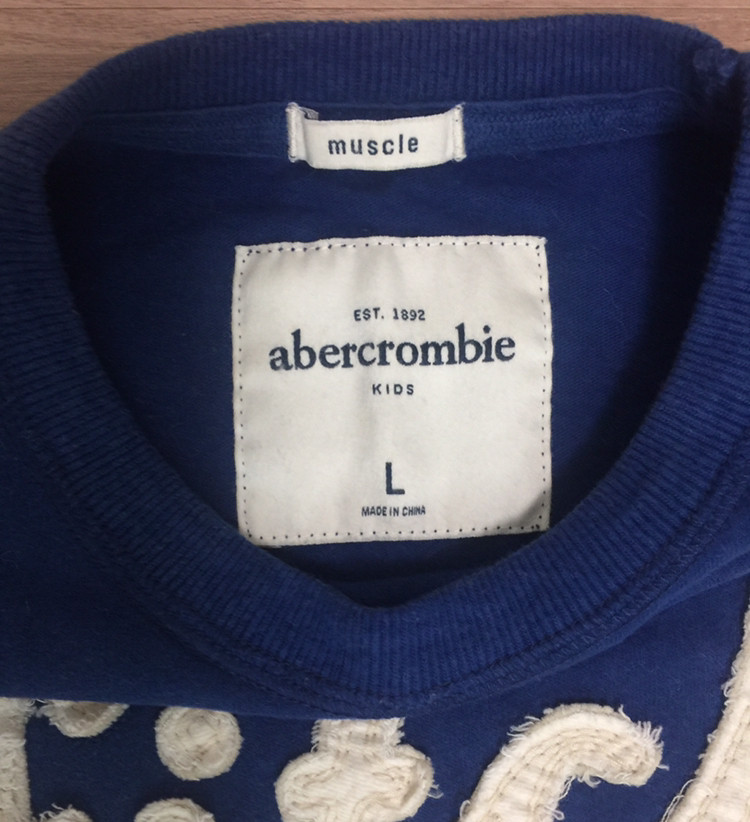 muscle
EST. 1892
abercrombie
KIDS
L
MADE IN CHINA